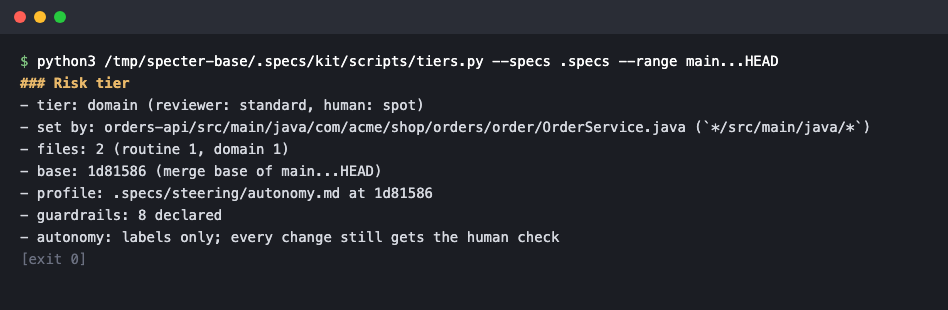 $ python3 /tmp/specter-base/.specs/kit/scripts/tiers.py --specs .specs --range main...HEAD
### Risk tier
- tier: domain (reviewer: standard, human: spot)
- set by: orders-api/src/main/java/com/acme/shop/orders/order/OrderService.java (`*/src/main/java/*`)
- files: 2 (routine 1, domain 1)
- base: 1d81586 (merge base of main...HEAD)
- profile: .specs/steering/autonomy.md at 1d81586
- guardrails: 8 declared
- autonomy: labels only; every change still gets the human check
[exit 0]